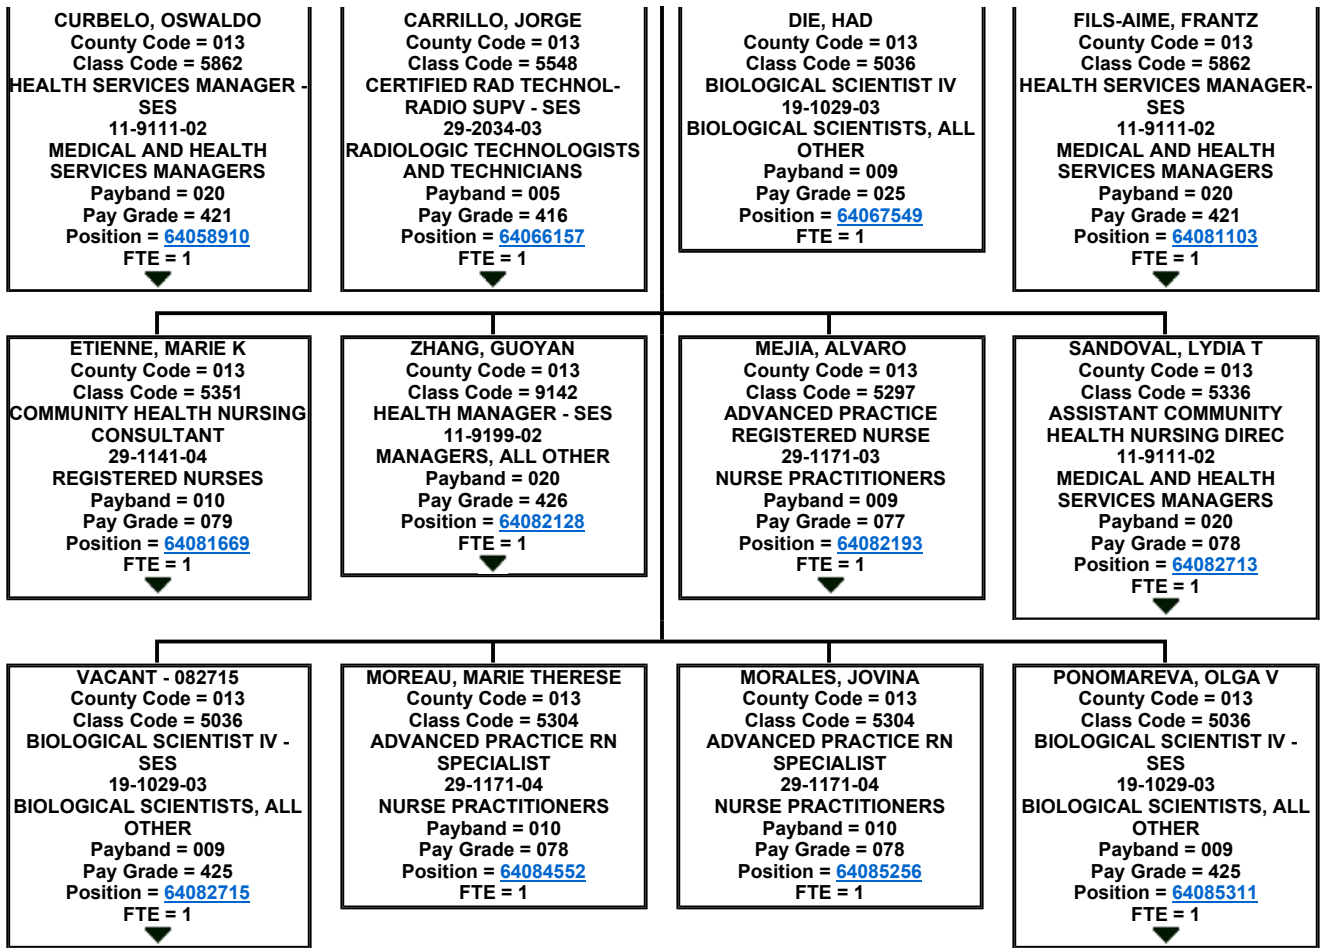 CURBELO, OSWALDO
County Code = 013
Class Code = 5862
HEALTH SERVICES MANAGER -
SES
11-9111-02
MEDICAL AND HEALTH
SERVICES MANAGERS
Payband = 020
Pay Grade = 421
Position = 64058910
FTE = 1
CARRILLO, JORGE
County Code = 013
Class Code = 5548
CERTIFIED RAD TECHNOL-
RADIO SUPV - SES
29-2034-03
RADIOLOGIC TECHNOLOGISTS
AND TECHNICIANS
Payband = 005
Pay Grade = 416
Position = 64066157
FTE = 1
DIE, HAD
County Code = 013
Class Code = 5036
BIOLOGICAL SCIENTIST IV
19-1029-03
BIOLOGICAL SCIENTISTS, ALL
OTHER
Payband = 009
Pay Grade = 025
Position = 64067549
FTE = 1
FILS-AIME, FRANTZ
County Code = 013
Class Code = 5862
HEALTH SERVICES MANAGER-
SES
11-9111-02
MEDICAL AND HEALTH
SERVICES MANAGERS
Payband = 020
Pay Grade = 421
Position = 64081103
FTE = 1
ETIENNE, MARIE K
County Code = 013
Class Code = 5351
COMMUNITY HEALTH NURSING
CONSULTANT
29-1141-04
REGISTERED NURSES
Payband = 010
Pay Grade = 079
Position = 64081669
FTE = 1
ZHANG, GUOYAN
County Code = 013
Class Code = 9142
HEALTH MANAGER - SES
11-9199-02
MANAGERS, ALL OTHER
Payband = 020
Pay Grade = 426
Position = 64082128
FTE = 1
MEJIA, ALVARO
County Code = 013
Class Code = 5297
ADVANCED PRACTICE
REGISTERED NURSE
29-1171-03
NURSE PRACTITIONERS
Payband = 009
Pay Grade = 077
Position = 64082193
FTE = 1
SANDOVAL, LYDIA T
County Code = 013
Class Code = 5336
ASSISTANT COMMUNITY
HEALTH NURSING DIREC
11-9111-02
MEDICAL AND HEALTH
SERVICES MANAGERS
Payband = 020
Pay Grade = 078
Position = 64082713
FTE = 1
VACANT - 082715
County Code = 013
Class Code = 5036
BIOLOGICAL SCIENTIST IV -
SES
19-1029-03
BIOLOGICAL SCIENTISTS, ALL
OTHER
Payband = 009
Pay Grade = 425
Position = 64082715
FTE = 1
MOREAU, MARIE THERESE
County Code = 013
Class Code = 5304
ADVANCED PRACTICE RN
SPECIALIST
29-1171-04
NURSE PRACTITIONERS
Payband = 010
Pay Grade = 078
Position = 64084552
FTE = 1
MORALES, JOVINA
County Code = 013
Class Code = 5304
ADVANCED PRACTICE RN
SPECIALIST
29-1171-04
NURSE PRACTITIONERS
Payband = 010
Pay Grade = 078
Position = 64085256
FTE = 1
PONOMAREVA, OLGA V
County Code = 013
Class Code = 5036
BIOLOGICAL SCIENTIST IV -
SES
19-1029-03
BIOLOGICAL SCIENTISTS, ALL
OTHER
Payband = 009
Pay Grade = 425
Position = 64085311
FTE = 1